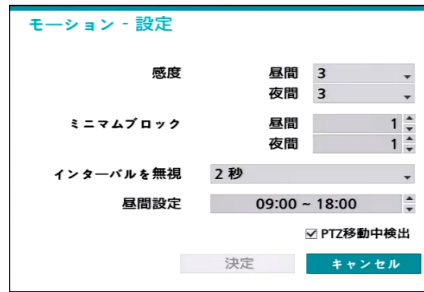 モーション - 設定
感度 昼間 3
夜間 3
ミニマムブロック 昼間 1
夜間 1
インターバルを無視 2 秒
昼間設定 09:00 ~ 18:00
PTZ移動中検出
決定 キャンセル